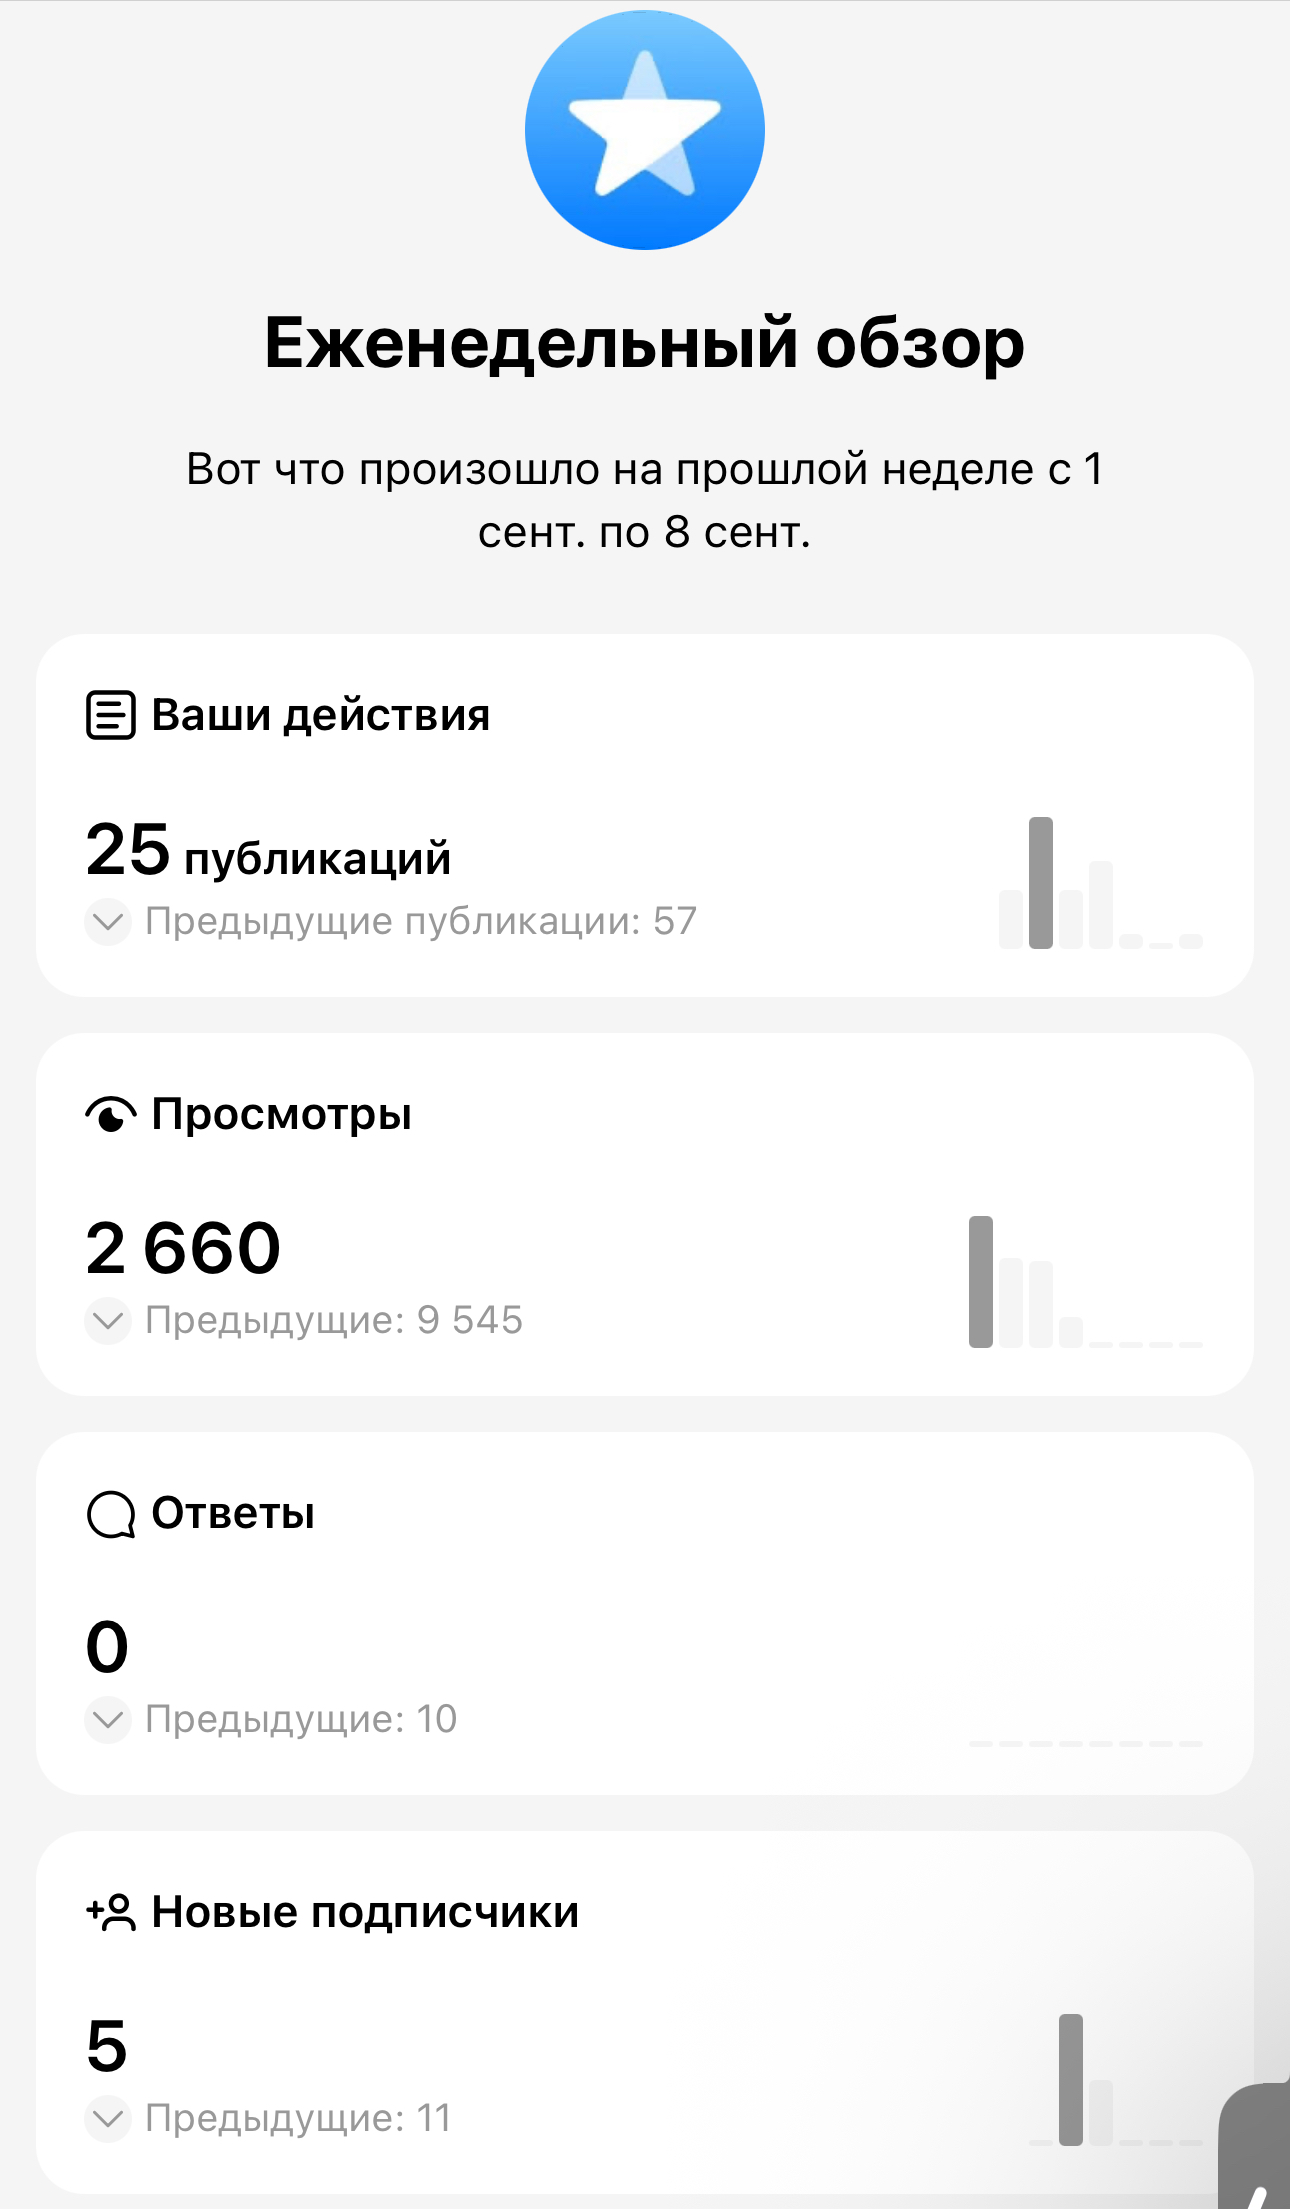 Еженедельный обзор
Вот что произошло на прошлой неделе с 1
сент. по 8 сент.
Ваши действия
25 публикаций
Предыдущие публикации: 57
Просмотры
2 660
Предыдущие: 9 545
Ответы
0
Предыдущие: 10
Новые подписчики
5
Предыдущие: 11